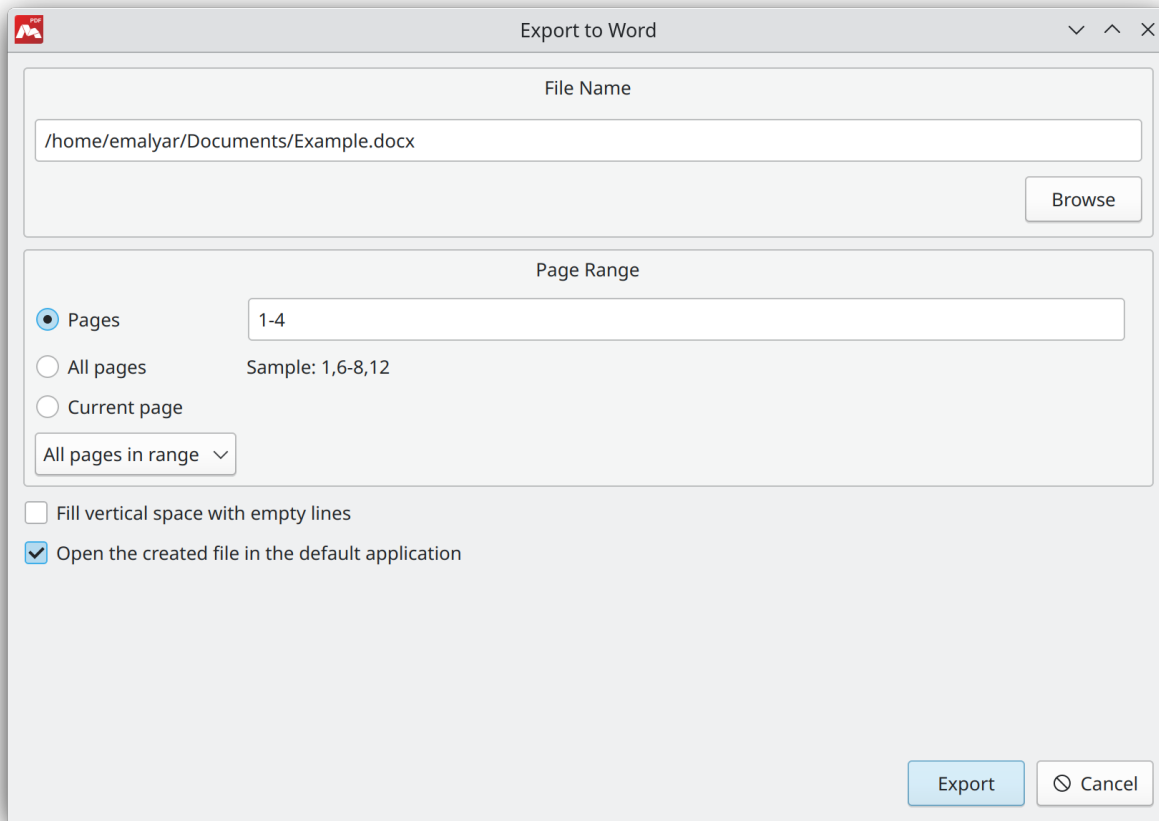 PDF
Export to Word
File Name
/home/emalyar/Documents/Example.docx
Browse
Page Range
Pages 1-4
All pages Sample: 1,6-8,12
Current page
All pages in range
Fill vertical space with empty lines
Open the created file in the default application
Export Cancel